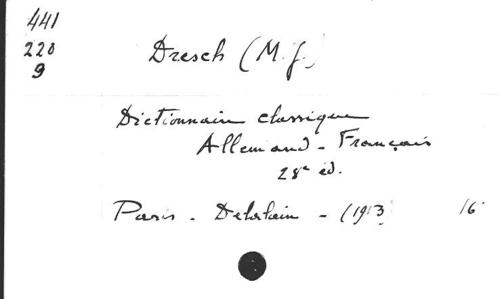 441
220
9
Dresch (M. J.)
Dictionnaire classique
Allemand - Français
28e éd.
Paris - Delalain - (1913 16